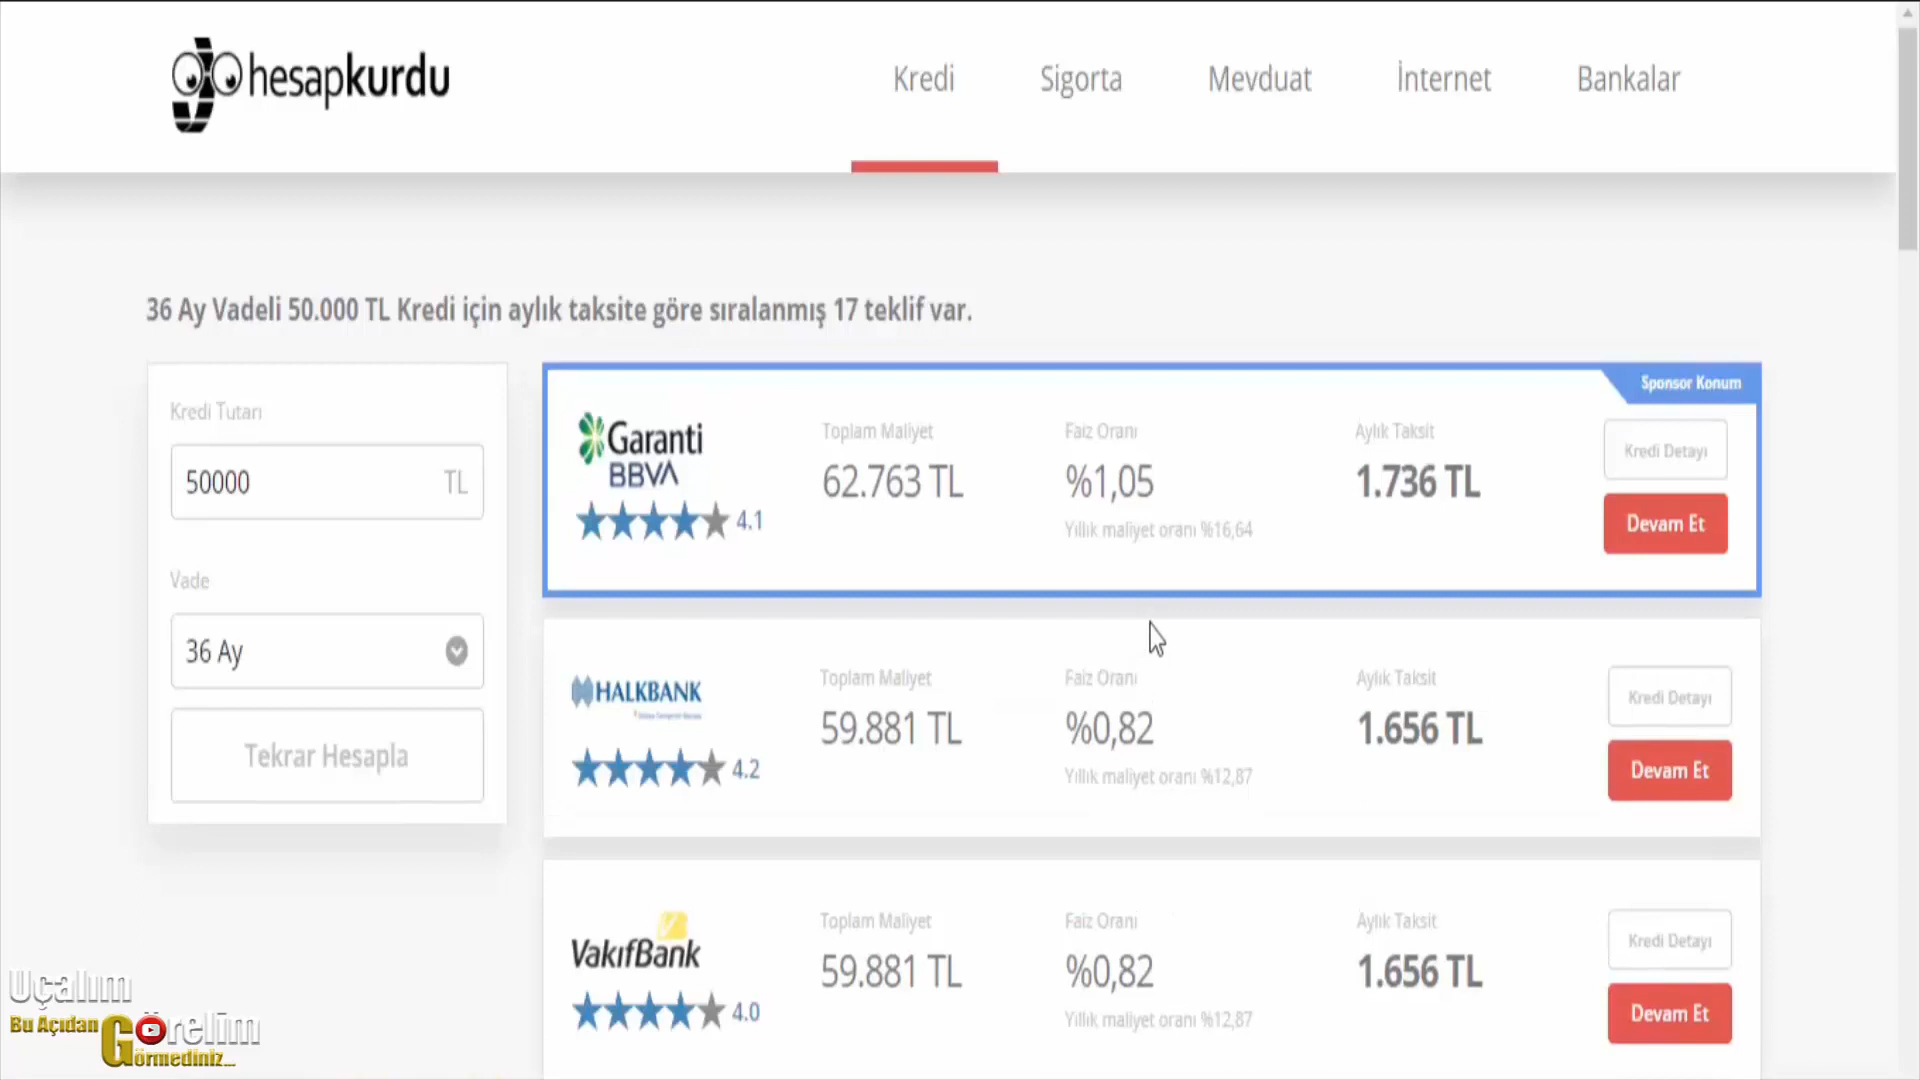 hesapkurdu
Kredi
Sigorta
Mevduat
İnternet
Bankalar
36 Ay Vadeli 50.000 TL Kredi için aylık taksite göre sıralanmış 17 teklif var.
Kredi Tutarı
50000 TL
Vade
36 Ay
Tekrar Hesapla
Sponsor Konum
Garanti
BBVA
4.1
Toplam Maliyet
62.763 TL
Faiz Oranı
%1,05
Yıllık maliyet oranı %16,64
Aylık Taksit
1.736 TL
Kredi Detayı
Devam Et
HALKBANK
4.2
Toplam Maliyet
59.881 TL
Faiz Oranı
%0,82
Yıllık maliyet oranı %12,87
Aylık Taksit
1.656 TL
Kredi Detayı
Devam Et
VakıfBank
4.0
Toplam Maliyet
59.881 TL
Faiz Oranı
%0,82
Yıllık maliyet oranı %12,87
Aylık Taksit
1.656 TL
Kredi Detayı
Devam Et
Uçalım
Bu Açıdan Görelim
Görmediniz...